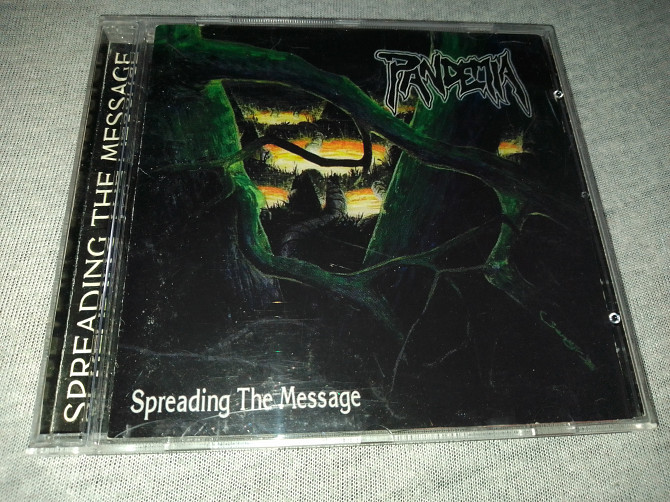 SPREADING THE MESSAGE
PANDEMIA
Spreading The Message